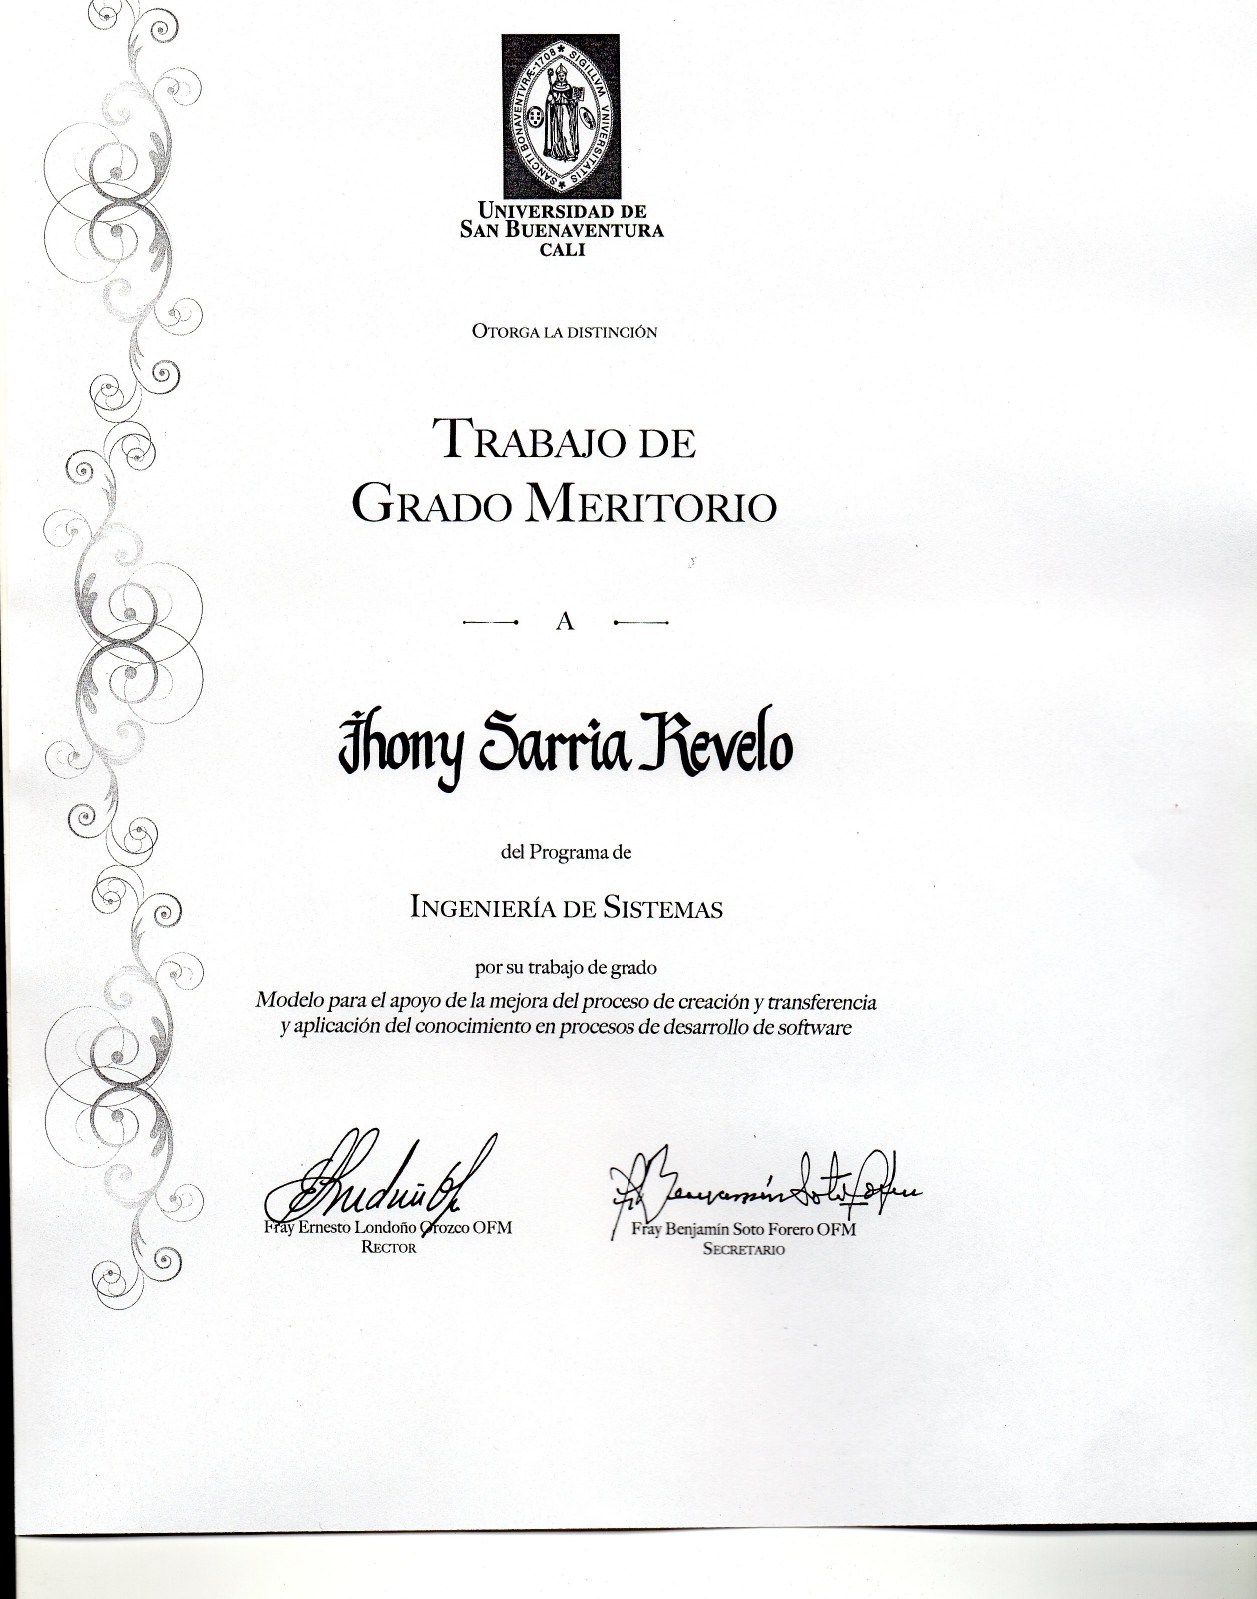 SIGILLVM VNIVERSITATIS SANCTI BONAVENTVRÆ-1708
UNIVERSIDAD DE
SAN BUENAVENTURA
CALI
OTORGA LA DISTINCIÓN
TRABAJO DE
GRADO MERITORIO
A
Jhony Sarria Revelo
del Programa de
INGENIERÍA DE SISTEMAS
por su trabajo de grado
Modelo para el apoyo de la mejora del proceso de creación y transferencia
y aplicación del conocimiento en procesos de desarrollo de software
Fray Ernesto Londoño Orozco OFM
RECTOR
Fray Benjamín Soto Forero OFM
SECRETARIO